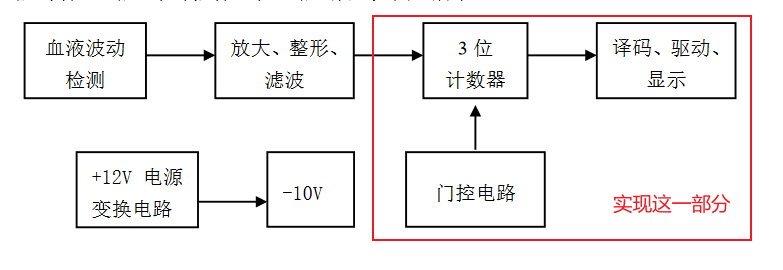 血液波动
检测
放大、整形、
滤波
3 位
计数器
译码、驱动、
显示
+12V 电源
变换电路
-10V
门控电路
实现这一部分